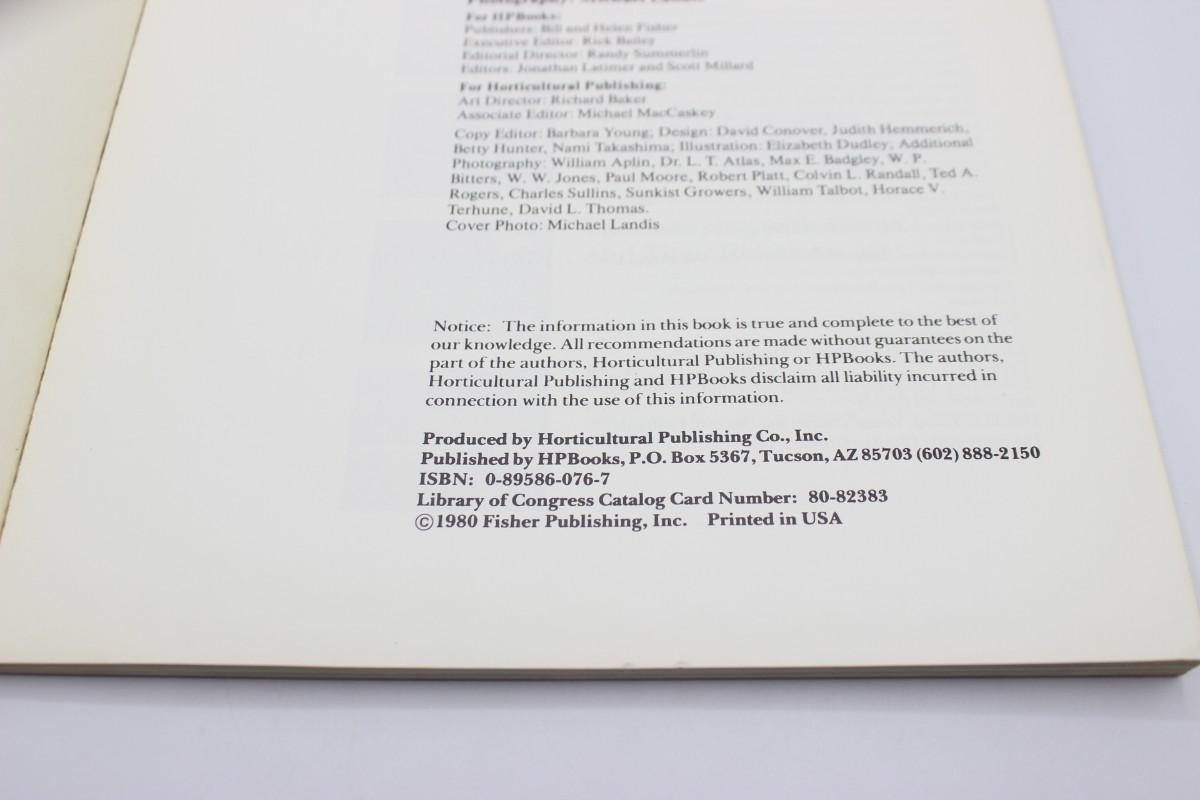 Photography: Michael Landis
For HPBooks:
Publishers: Bill and Helen Fisher
Executive Editor: Rick Bailey
Editorial Director: Randy Summerlin
Editors: Jonathan Latimer and Scott Millard
For Horticultural Publishing:
Art Director: Richard Baker
Associate Editor: Michael MacCaskey
Copy Editor: Barbara Young; Design: David Conover, Judith Hemmerich,
Betty Hunter, Nami Takashima; Illustration: Elizabeth Dudley; Additional
Photography: William Aplin, Dr. L. T. Atlas, Max E. Badgley, W. P.
Bitters, W. W. Jones, Paul Moore, Robert Platt, Colvin L. Randall, Ted A.
Rogers, Charles Sullins, Sunkist Growers, William Talbot, Horace V.
Terhune, David L. Thomas.
Cover Photo: Michael Landis
Notice: The information in this book is true and complete to the best of
our knowledge. All recommendations are made without guarantees on the
part of the authors, Horticultural Publishing or HPBooks. The authors,
Horticultural Publishing and HPBooks disclaim all liability incurred in
connection with the use of this information.
Produced by Horticultural Publishing Co., Inc.
Published by HPBooks, P.O. Box 5367, Tucson, AZ 85703 (602) 888-2150
ISBN: 0-89586-076-7
Library of Congress Catalog Card Number: 80-82383
©1980 Fisher Publishing, Inc. Printed in USA